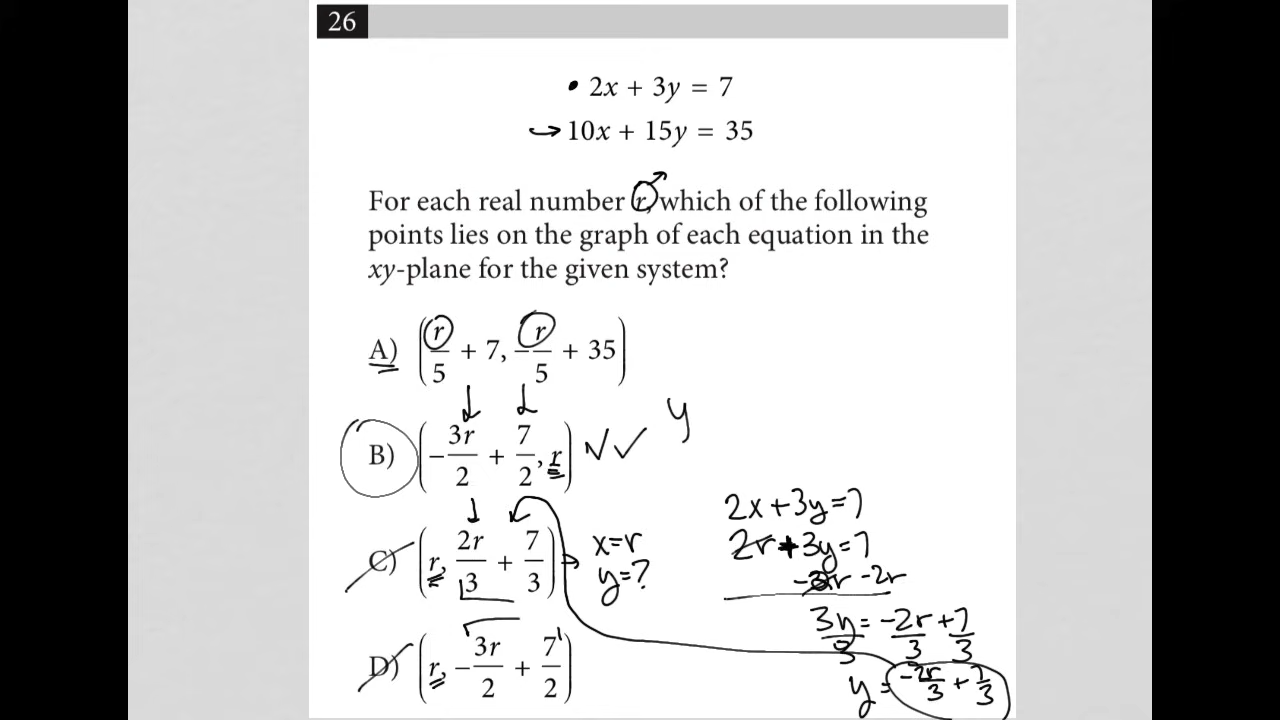 26
• 2x + 3y = 7
→ 10x + 15y = 35
For each real number r, which of the following
points lies on the graph of each equation in the
xy-plane for the given system?
A) (r/5 + 7, −r/5 + 35)
y
B) (−3r/2 + 7/2, r) ✓✓
2x+3y=7
C) (r, 2r/3 + 7/3) → x=r
y=?
2r+3y=7
-2r -2r
3y/3 = -2r/3 + 7/3
D) (r, −3r/2 + 7/2)
y = -2r/3 + 7/3